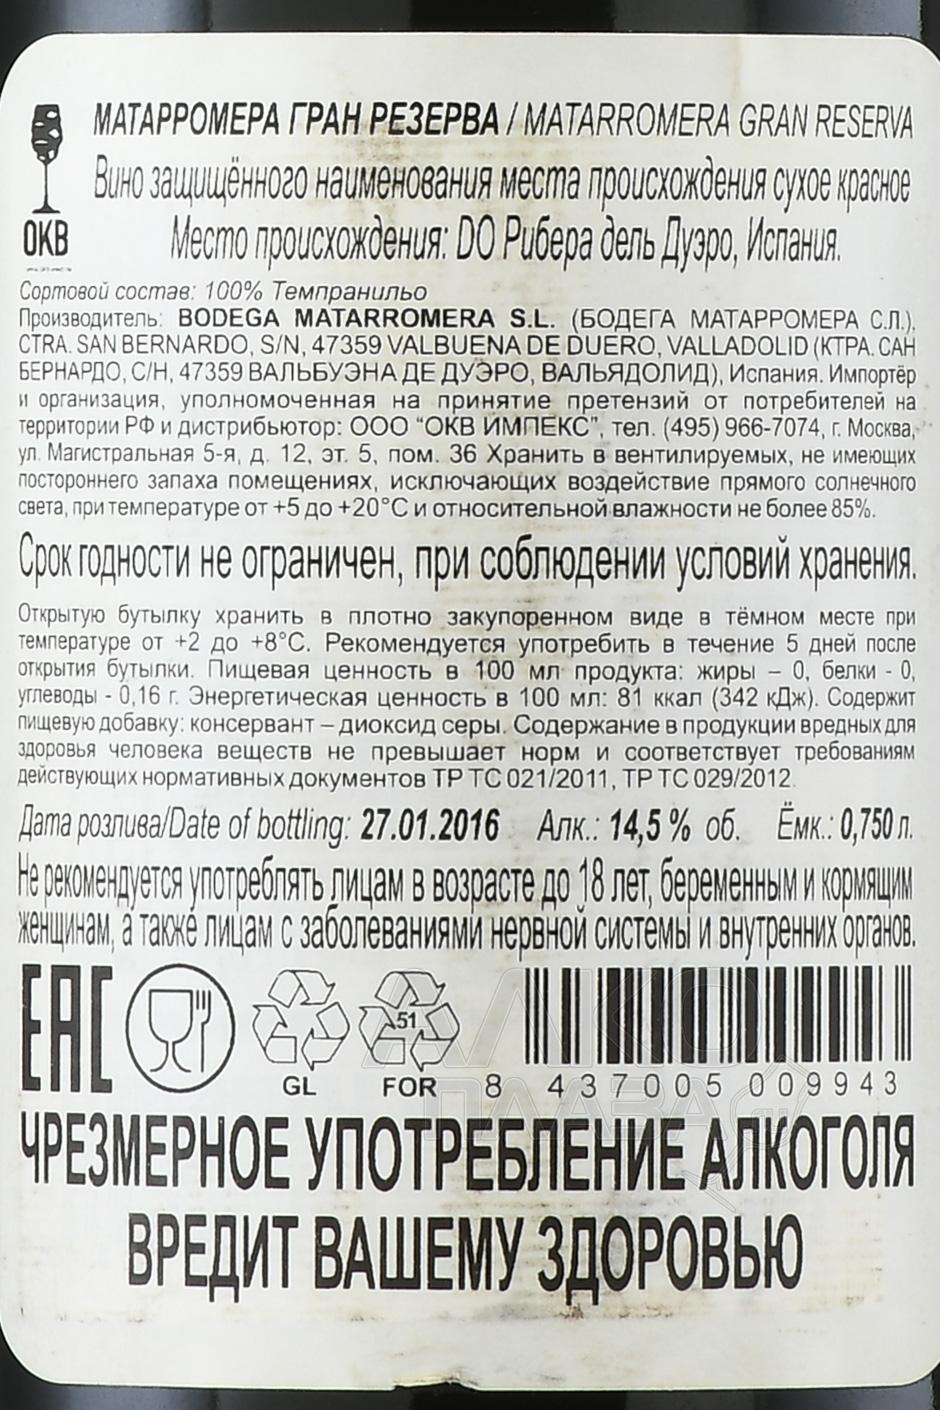 МАТАРРОМЕРА ГРАН РЕЗЕРВА / MATARROMERA GRAN RESERVA
Вино защищённого наименования места происхождения сухое красное
Место происхождения: DO Рибера дель Дуэро, Испания.
ОКВ
Сортовой состав: 100% Темпранильо
Производитель: BODEGA MATARROMERA S.L. (БОДЕГА МАТАРРОМЕРА С.Л.),
CTRA. SAN BERNARDO, S/N, 47359 VALBUENA DE DUERO, VALLADOLID (КТРА. САН
БЕРНАРДО, С/Н, 47359 ВАЛЬБУЭНА ДЕ ДУЭРО, ВАЛЬЯДОЛИД), Испания. Импортёр
и организация, уполномоченная на принятие претензий от потребителей на
территории РФ и дистрибьютор: ООО "ОКВ ИМПЕКС", тел. (495) 966-7074, г. Москва,
ул. Магистральная 5-я, д. 12, эт. 5, пом. 36 Хранить в вентилируемых, не имеющих
постороннего запаха помещениях, исключающих воздействие прямого солнечного
света, при температуре от +5 до +20°С и относительной влажности не более 85%.
Срок годности не ограничен, при соблюдении условий хранения.
Открытую бутылку хранить в плотно закупоренном виде в тёмном месте при
температуре от +2 до +8°С. Рекомендуется употребить в течение 5 дней после
открытия бутылки. Пищевая ценность в 100 мл продукта: жиры – 0, белки - 0,
углеводы - 0,16 г. Энергетическая ценность в 100 мл: 81 ккал (342 кДж). Содержит
пищевую добавку: консервант – диоксид серы. Содержание в продукции вредных для
здоровья человека веществ не превышает норм и соответствует требованиям
действующих нормативных документов ТР ТС 021/2011, ТР ТС 029/2012.
Дата розлива/Date of bottling: 27.01.2016 Алк.: 14,5 % об. Ёмк.: 0,750 л.
Не рекомендуется употреблять лицам в возрасте до 18 лет, беременным и кормящим
женщинам, а также лицам с заболеваниями нервной системы и внутренних органов.
EAC
51
GL FOR 8 437005 009943
АЛКО
ПЛАЗА
ЧРЕЗМЕРНОЕ УПОТРЕБЛЕНИЕ АЛКОГОЛЯ
ВРЕДИТ ВАШЕМУ ЗДОРОВЬЮ